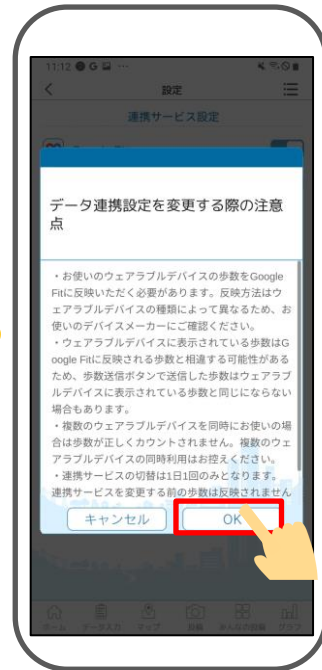 11:12
設定
連携サービス設定
データ連携設定を変更する際の注意
点
・お使いのウェアラブルデバイスの歩数をGoogle
Fitに反映いただく必要があります。反映方法はウ
ェアラブルデバイスの種類によって異なるため、お
使いのデバイスメーカーにご確認ください。
・ウェアラブルデバイスに表示されている歩数はG
oogle Fitに反映される歩数と相違する可能性がある
ため、歩数送信ボタンで送信した歩数はウェアラブ
ルデバイスに表示されている歩数と同じにならない
場合もあります。
・複数のウェアラブルデバイスを同時にお使いの場
合は歩数が正しくカウントされません。複数のウェ
アラブルデバイスの同時利用はお控えください。
・連携サービスの切替は1日1回のみとなります。
連携サービスを変更する前の歩数は反映されません
キャンセル
OK
ホーム データ入力 マップ 投稿 みんなの投稿 グラフ